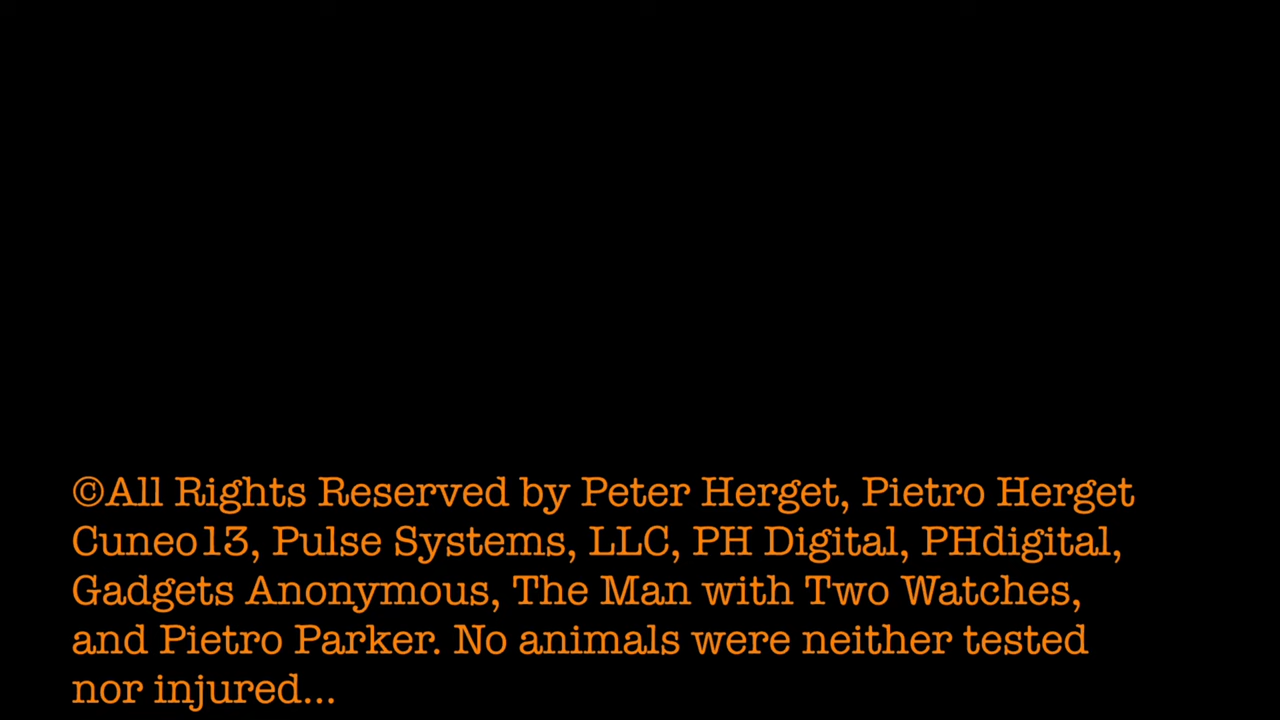 ©All Rights Reserved by Peter Herget, Pietro Herget
Cuneo13, Pulse Systems, LLC, PH Digital, PHdigital,
Gadgets Anonymous, The Man with Two Watches,
and Pietro Parker. No animals were neither tested
nor injured...